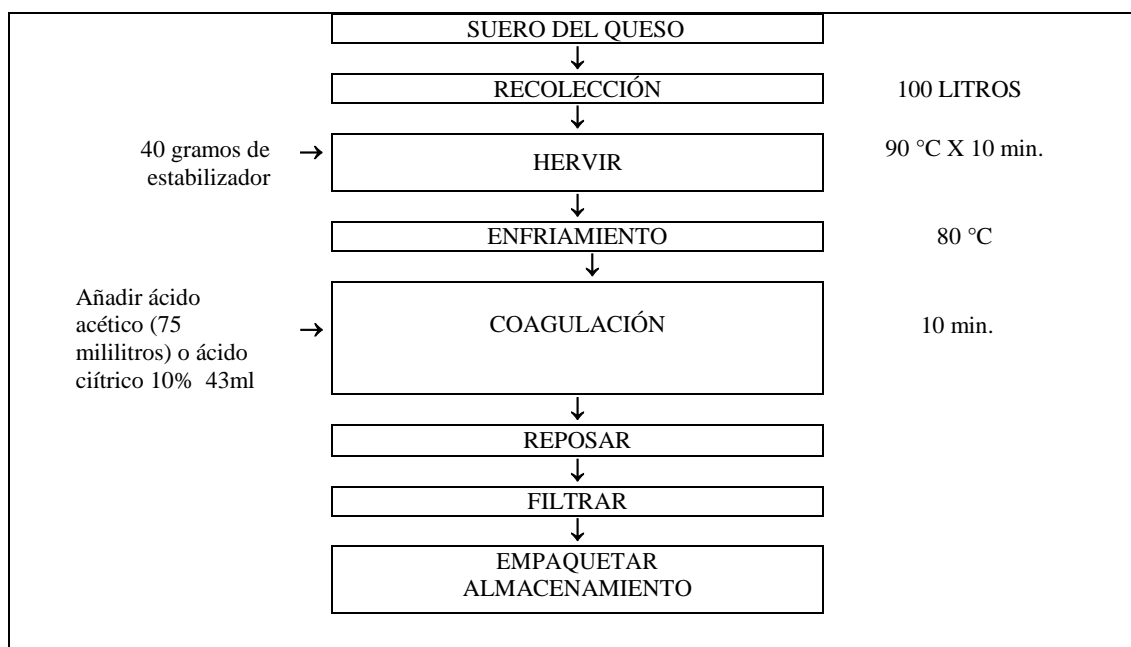 SUERO DEL QUESO
↓
RECOLECCIÓN
100 LITROS
↓
40 gramos de
estabilizador
→
HERVIR
90 °C X 10 min.
↓
ENFRIAMIENTO
80 °C
↓
Añadir ácido
acético (75
mililitros) o ácido
ciítrico 10% 43ml
→
COAGULACIÓN
10 min.
↓
REPOSAR
↓
FILTRAR
↓
EMPAQUETAR
ALMACENAMIENTO